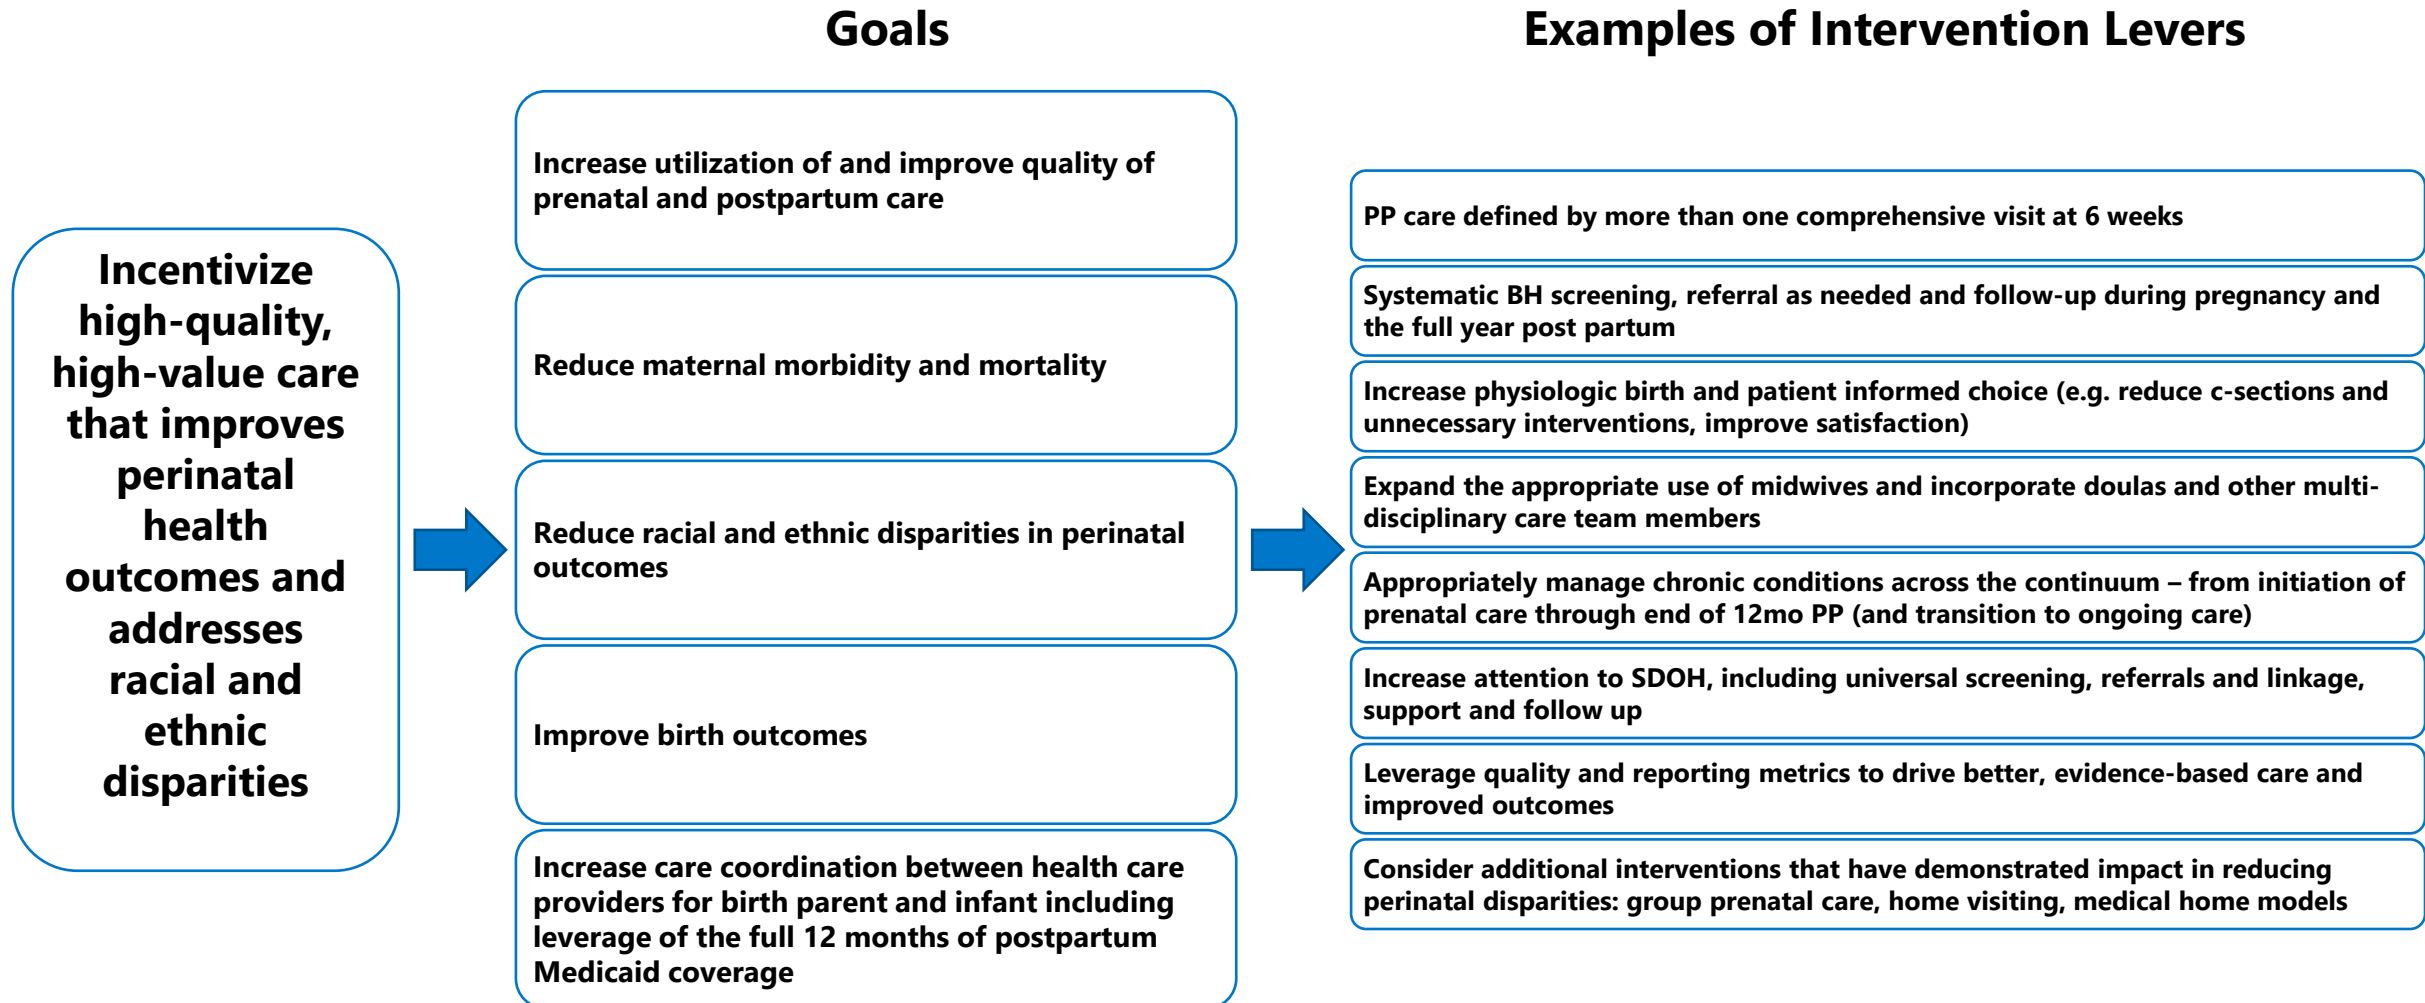 Goals
Examples of Intervention Levers
Incentivize
high-quality,
high-value care
that improves
perinatal
health
outcomes and
addresses
racial and
ethnic
disparities
Increase utilization of and improve quality of
prenatal and postpartum care
Reduce maternal morbidity and mortality
Reduce racial and ethnic disparities in perinatal
outcomes
Improve birth outcomes
Increase care coordination between health care
providers for birth parent and infant including
leverage of the full 12 months of postpartum
Medicaid coverage
PP care defined by more than one comprehensive visit at 6 weeks
Systematic BH screening, referral as needed and follow-up during pregnancy and
the full year post partum
Increase physiologic birth and patient informed choice (e.g. reduce c-sections and
unnecessary interventions, improve satisfaction)
Expand the appropriate use of midwives and incorporate doulas and other multi-
disciplinary care team members
Appropriately manage chronic conditions across the continuum – from initiation of
prenatal care through end of 12mo PP (and transition to ongoing care)
Increase attention to SDOH, including universal screening, referrals and linkage,
support and follow up
Leverage quality and reporting metrics to drive better, evidence-based care and
improved outcomes
Consider additional interventions that have demonstrated impact in reducing
perinatal disparities: group prenatal care, home visiting, medical home models